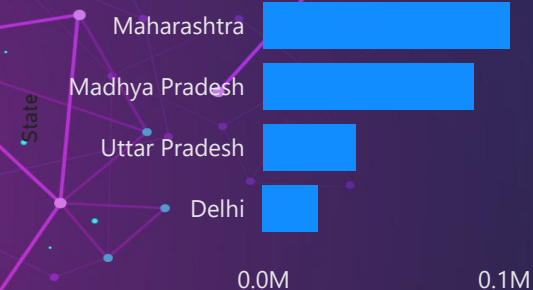 State
Maharashtra
Madhya Pradesh
Uttar Pradesh
Delhi
0.0M 0.1M